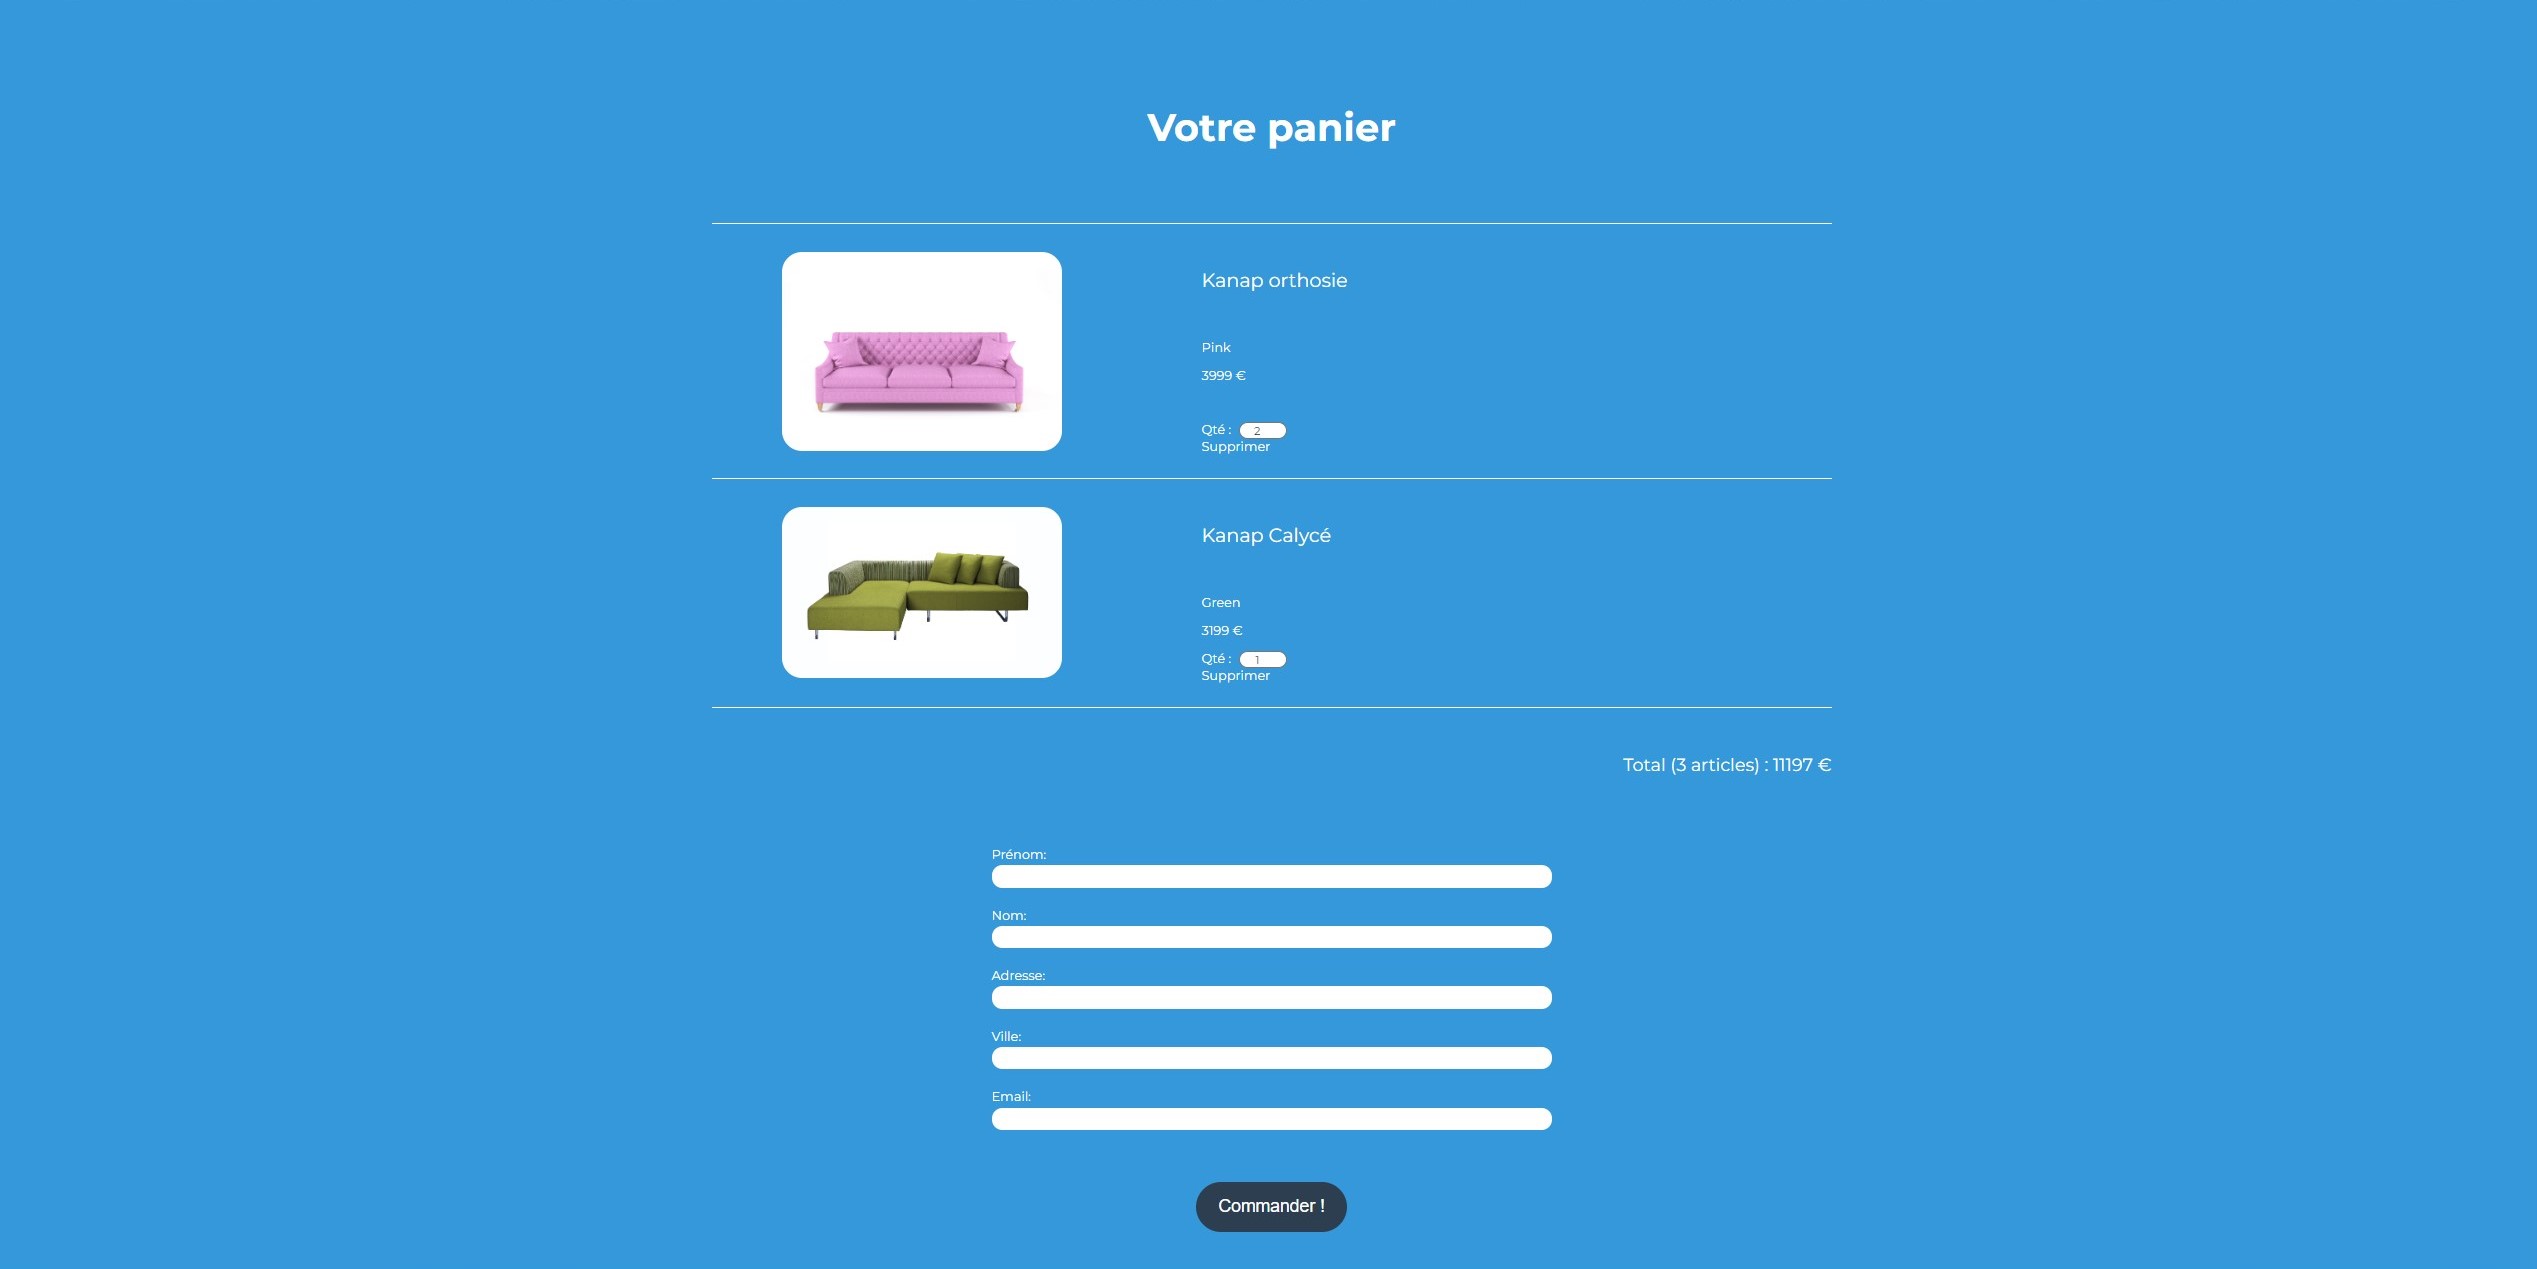 Votre panier
Kanap orthosie
Pink
3999 €
Qté : 2
Supprimer
Kanap Calycé
Green
3199 €
Qté : 1
Supprimer
Total (3 articles) : 11197 €
Prénom:
Nom:
Adresse:
Ville:
Email:
Commander !